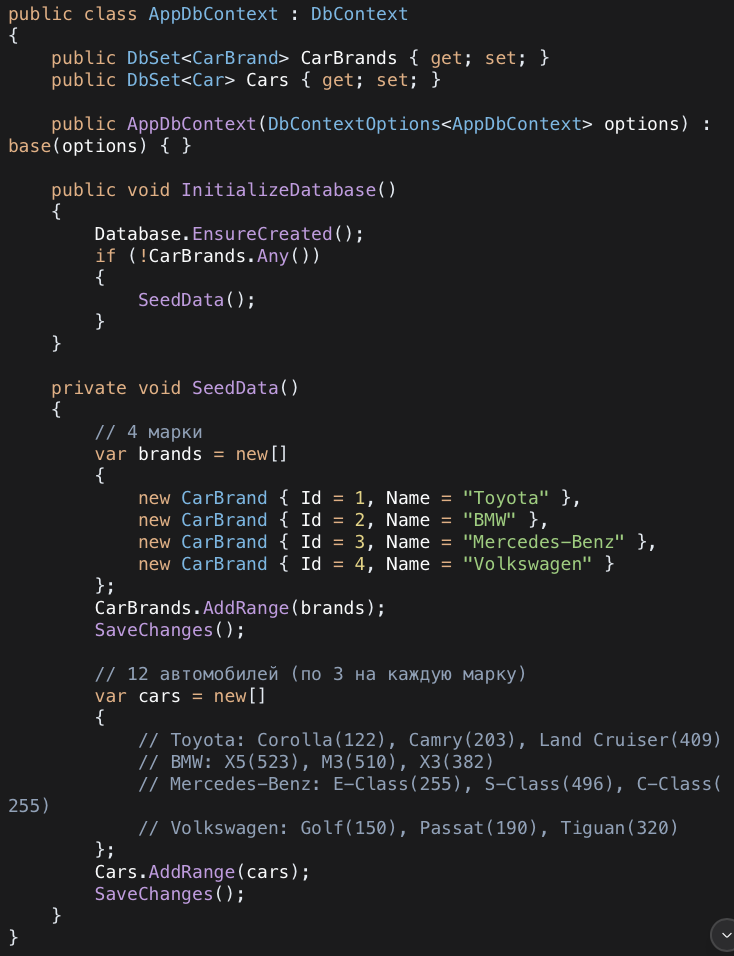 public class AppDbContext : DbContext
{
    public DbSet<CarBrand> CarBrands { get; set; }
    public DbSet<Car> Cars { get; set; }

    public AppDbContext(DbContextOptions<AppDbContext> options) :
base(options) { }

    public void InitializeDatabase()
    {
        Database.EnsureCreated();
        if (!CarBrands.Any())
        {
            SeedData();
        }
    }

    private void SeedData()
    {
        // 4 марки
        var brands = new[]
        {
            new CarBrand { Id = 1, Name = "Toyota" },
            new CarBrand { Id = 2, Name = "BMW" },
            new CarBrand { Id = 3, Name = "Mercedes-Benz" },
            new CarBrand { Id = 4, Name = "Volkswagen" }
        };
        CarBrands.AddRange(brands);
        SaveChanges();

        // 12 автомобилей (по 3 на каждую марку)
        var cars = new[]
        {
            // Toyota: Corolla(122), Camry(203), Land Cruiser(409)
            // BMW: X5(523), M3(510), X3(382)
            // Mercedes-Benz: E-Class(255), S-Class(496), C-Class(
255)
            // Volkswagen: Golf(150), Passat(190), Tiguan(320)
        };
        Cars.AddRange(cars);
        SaveChanges();
    }
}